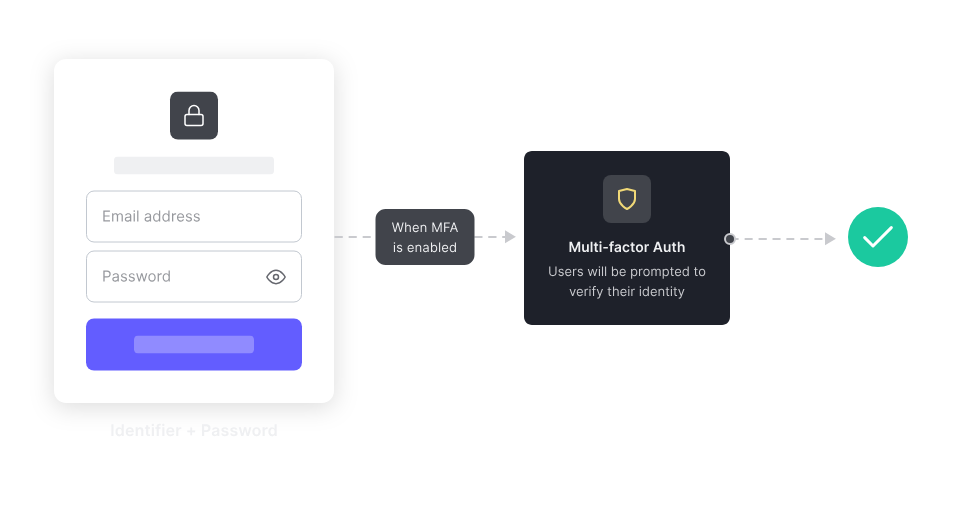 Email address
Password
Identifier + Password
When MFA
is enabled
Multi-factor Auth
Users will be prompted to
verify their identity